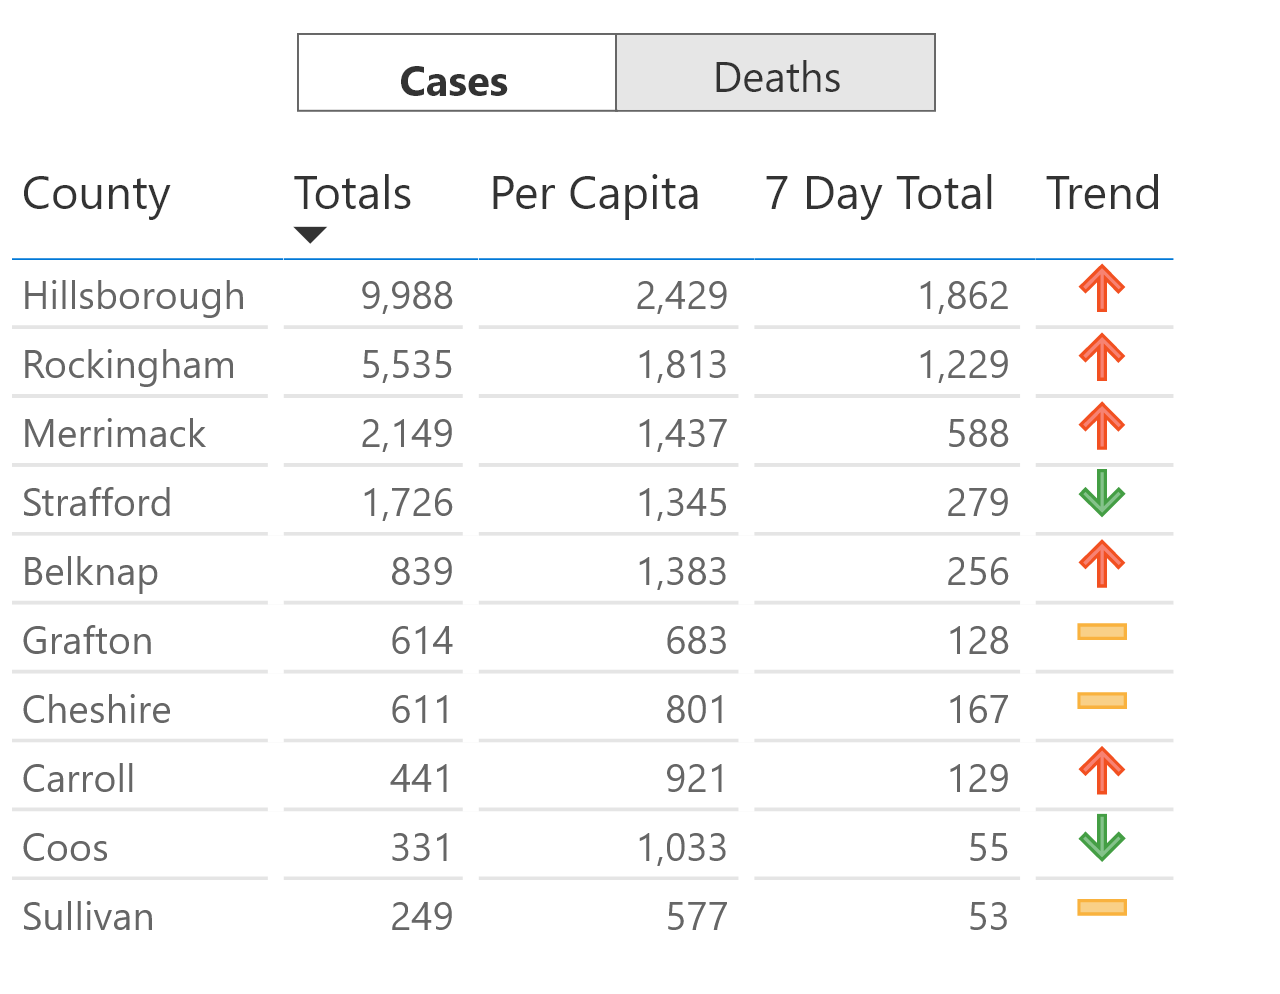 Cases Deaths
County Totals Per Capita 7 Day Total Trend
Hillsborough 9,988 2,429 1,862
Rockingham 5,535 1,813 1,229
Merrimack 2,149 1,437 588
Strafford 1,726 1,345 279
Belknap 839 1,383 256
Grafton 614 683 128
Cheshire 611 801 167
Carroll 441 921 129
Coos 331 1,033 55
Sullivan 249 577 53